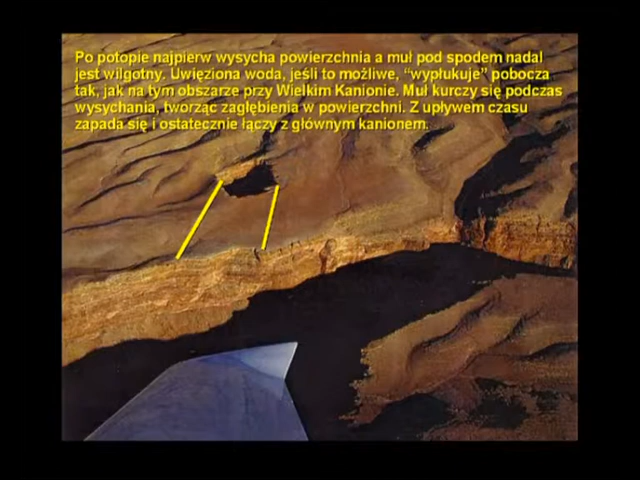 Po potopie najpierw wysycha powierzchnia a muł pod spodem nadal
jest wilgotny. Uwięziona woda, jeśli to możliwe, “wypłukuje” pobocza
tak, jak na tym obszarze przy Wielkim Kanionie. Muł kurczy się podczas
wysychania, tworząc zagłębienia w powierzchni. Z upływem czasu
zapada się i ostatecznie łączy z głównym kanionem.